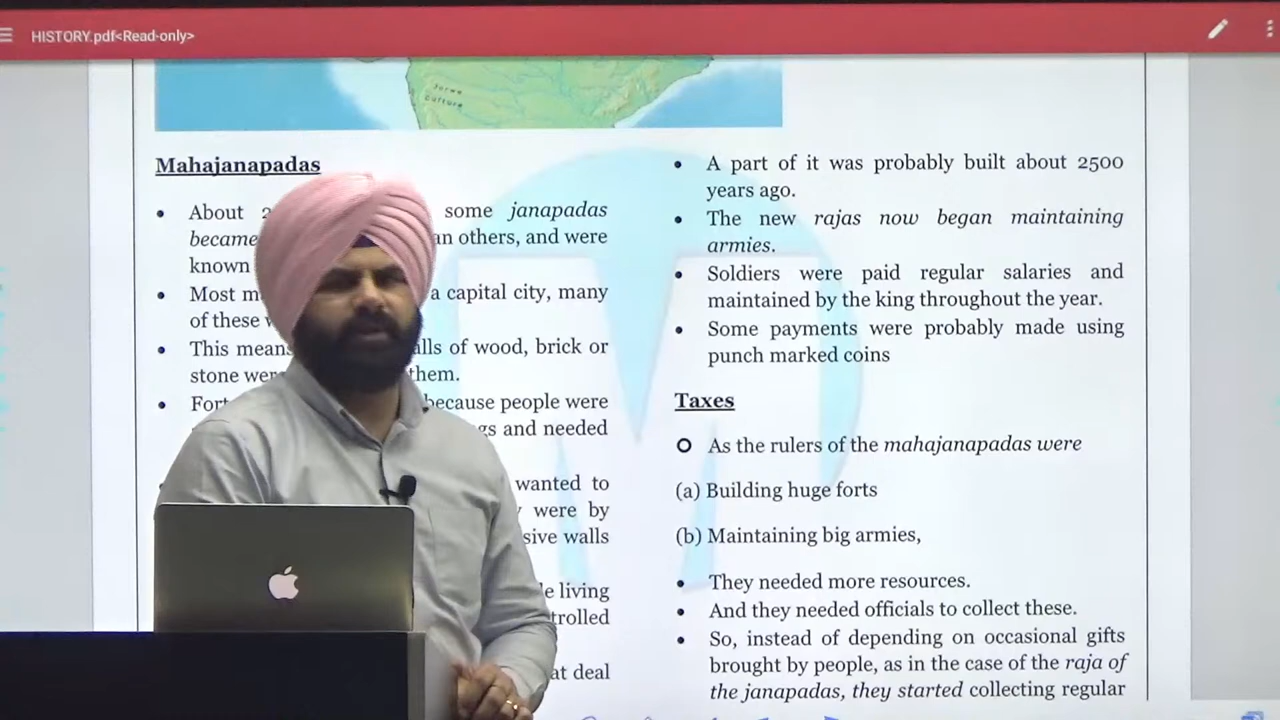 HISTORY.pdf<Read-only>
Jorwe
Culture
Mahajanapadas
• About 2 some janapadas
became an others, and were
known
• Most m a capital city, many
of these w
• This means alls of wood, brick or
stone wer them.
• Fort because people were
gs and needed
wanted to
were by
sive walls
e living
trolled
at deal
• A part of it was probably built about 2500
years ago.
• The new rajas now began maintaining
armies.
• Soldiers were paid regular salaries and
maintained by the king throughout the year.
• Some payments were probably made using
punch marked coins
Taxes
As the rulers of the mahajanapadas were
(a) Building huge forts
(b) Maintaining big armies,
• They needed more resources.
• And they needed officials to collect these.
• So, instead of depending on occasional gifts
brought by people, as in the case of the raja of
the janapadas, they started collecting regular